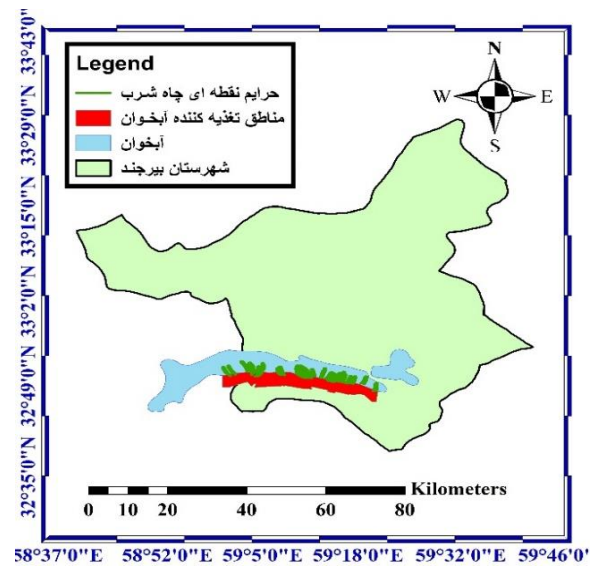 Legend
حرایم نقطه ای چاه شرب
مناطق تغذیه کننده آبخوان
آبخوان
شهرستان بیرجند
N
W E
S
33°43'0"N
33°29'0"N
33°15'0"N
33°2'0"N
32°49'0"N
32°35'0"N
Kilometers
0 5 10 20 40 60 80
58°37'0"E 58°52'0"E 59°5'0"E 59°18'0"E 59°32'0"E 59°46'0"E